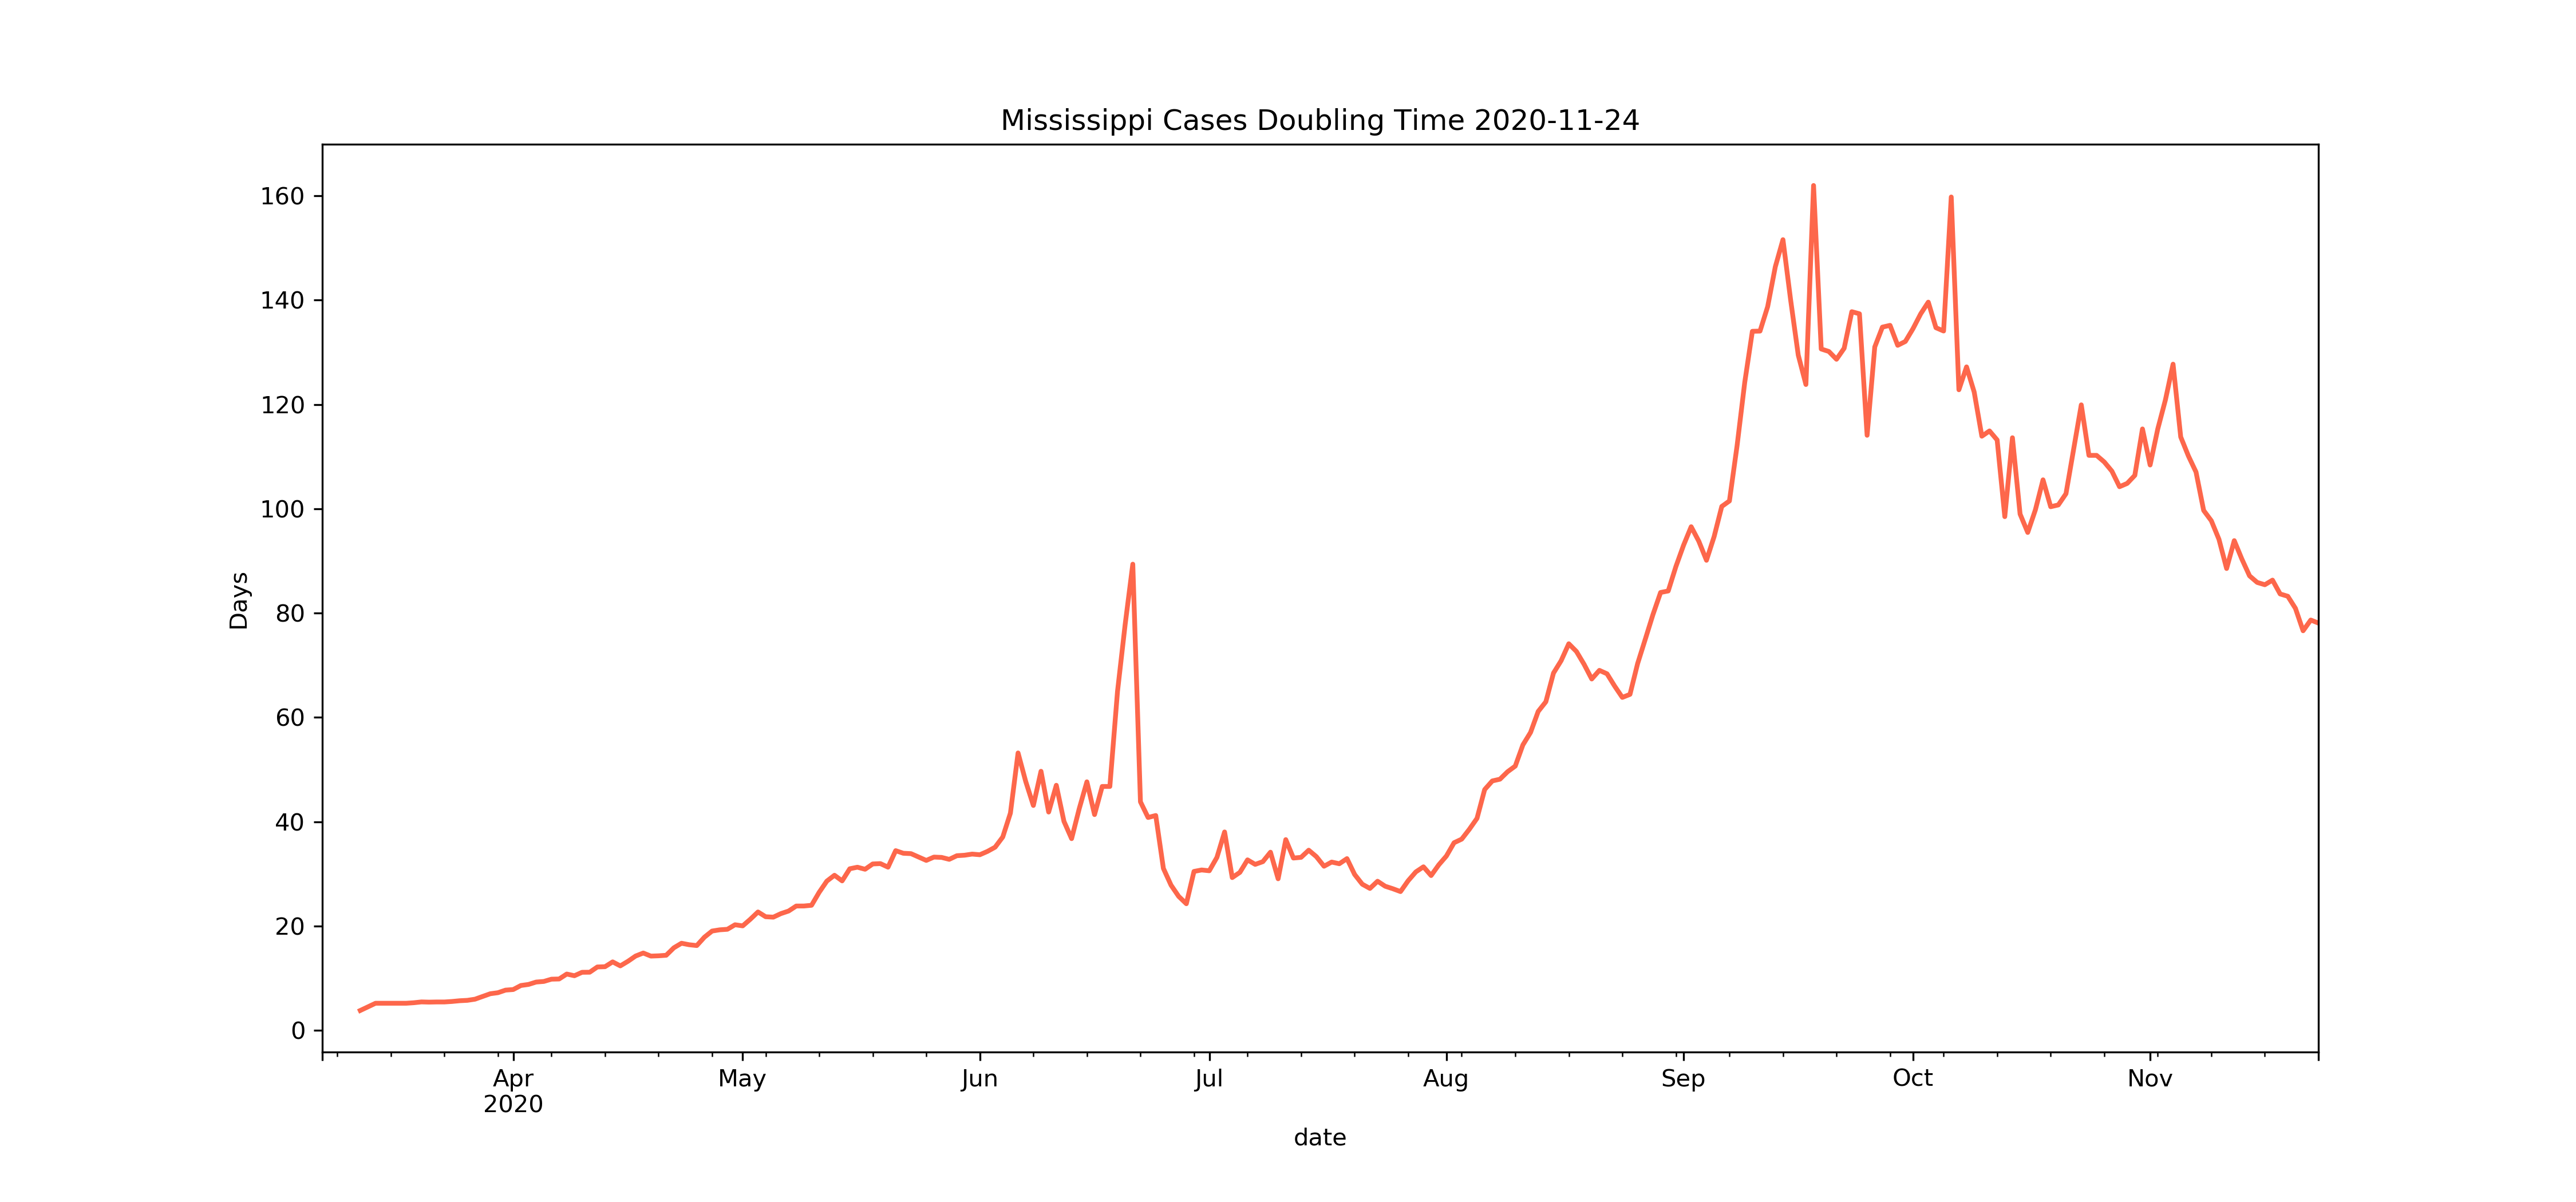 Mississippi Cases Doubling Time 2020-11-24
160
140
120
100
80
60
40
20
0
Days
Apr May Jun Jul Aug Sep Oct Nov
2020
date